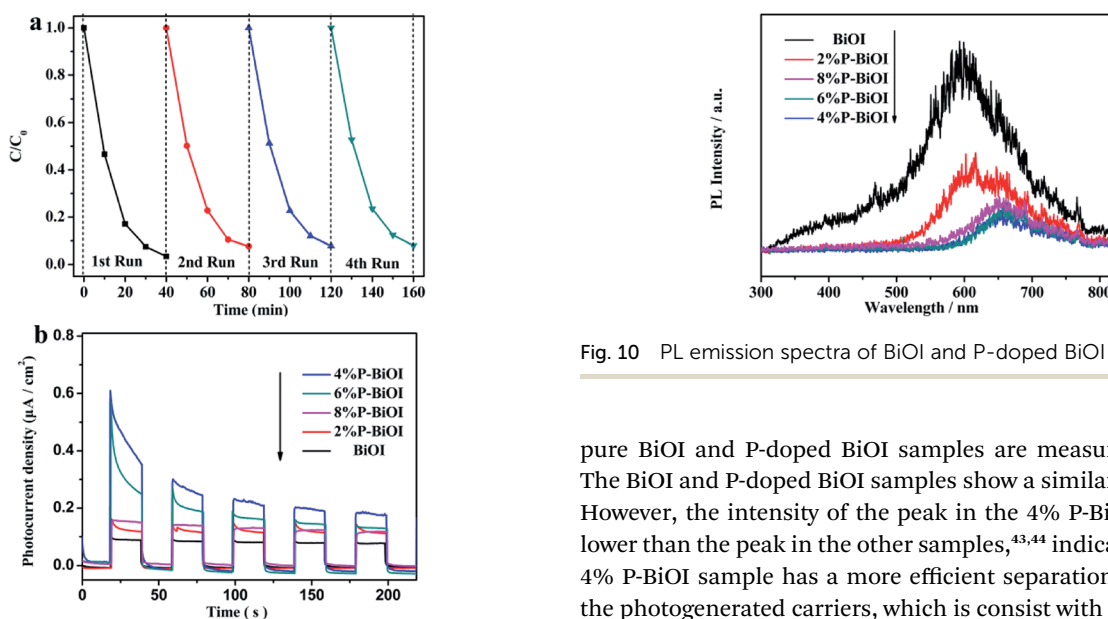 a
1.0
0.8
0.6
0.4
0.2
0.0
C/C0
1st Run
2nd Run
3rd Run
4th Run
0 20 40 60 80 100 120 140 160
Time (min)
b
0.8
0.6
0.4
0.2
0.0
Photocurrent density (μA / cm²)
4%P-BiOI
6%P-BiOI
8%P-BiOI
2%P-BiOI
BiOI
0 50 100 150 200
Time ( s )
PL Intensity / a.u.
BiOI
2%P-BiOI
8%P-BiOI
6%P-BiOI
4%P-BiOI
300 400 500 600 700
Wavelength / nm
Fig. 10 PL emission spectra of BiOI and P-doped BiOI
pure BiOI and P-doped BiOI samples are
The BiOI and P-doped BiOI samples show a similar
However, the intensity of the peak in the 4%
lower than the peak in the other samples,43,44
4% P-BiOI sample has a more efficient separation
the photogenerated carriers, which is consist with